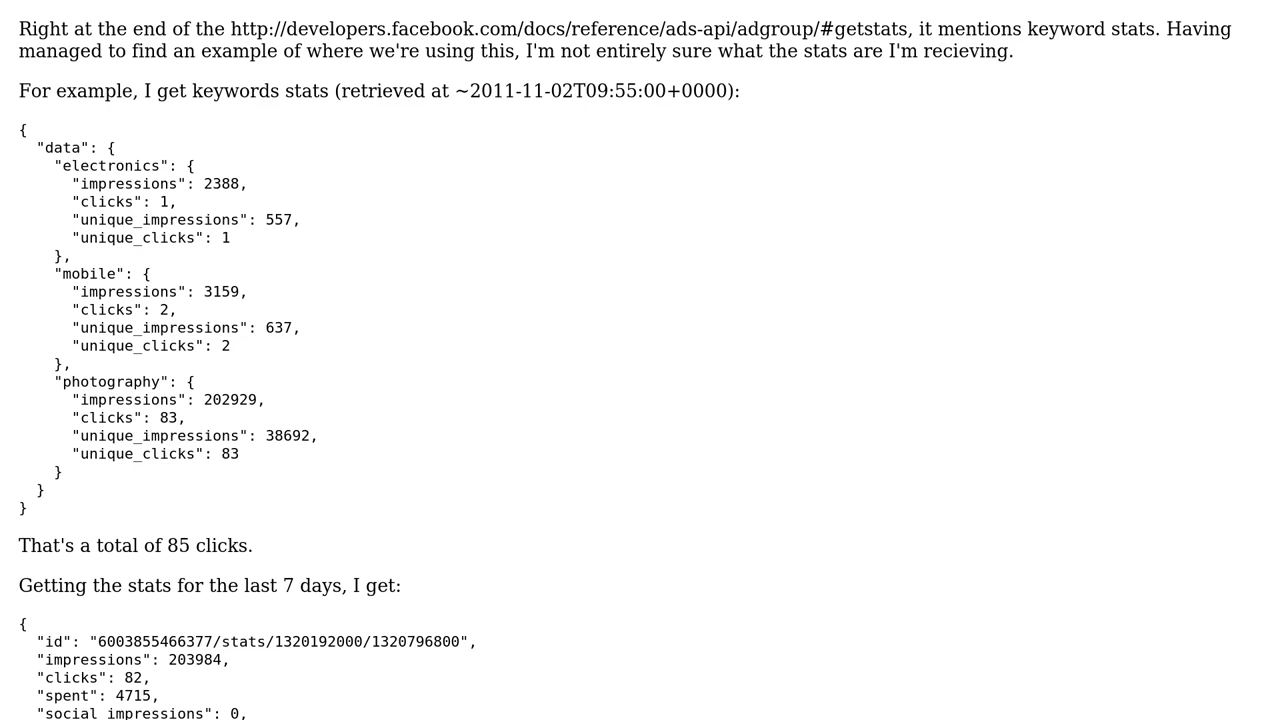 Right at the end of the http://developers.facebook.com/docs/reference/ads-api/adgroup/#getstats, it mentions keyword stats. Having
managed to find an example of where we're using this, I'm not entirely sure what the stats are I'm recieving.
For example, I get keywords stats (retrieved at ~2011-11-02T09:55:00+0000):
{
  "data": {
    "electronics": {
      "impressions": 2388,
      "clicks": 1,
      "unique_impressions": 557,
      "unique_clicks": 1
    },
    "mobile": {
      "impressions": 3159,
      "clicks": 2,
      "unique_impressions": 637,
      "unique_clicks": 2
    },
    "photography": {
      "impressions": 202929,
      "clicks": 83,
      "unique_impressions": 38692,
      "unique_clicks": 83
    }
  }
}
That's a total of 85 clicks.
Getting the stats for the last 7 days, I get:
{
  "id": "6003855466377/stats/1320192000/1320796800",
  "impressions": 203984,
  "clicks": 82,
  "spent": 4715,
  "social_impressions": 0,